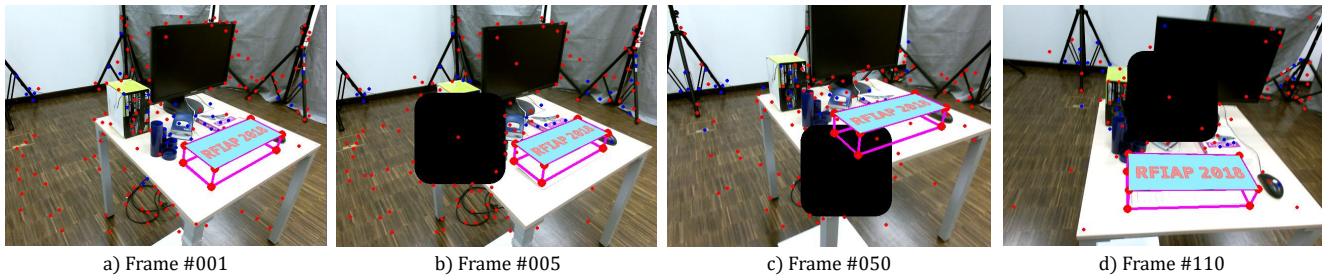 RFIAP 2018
RFIAP 2018
RFIAP 2018
RFIAP 2018
a) Frame #001
b) Frame #005
c) Frame #050
d) Frame #110